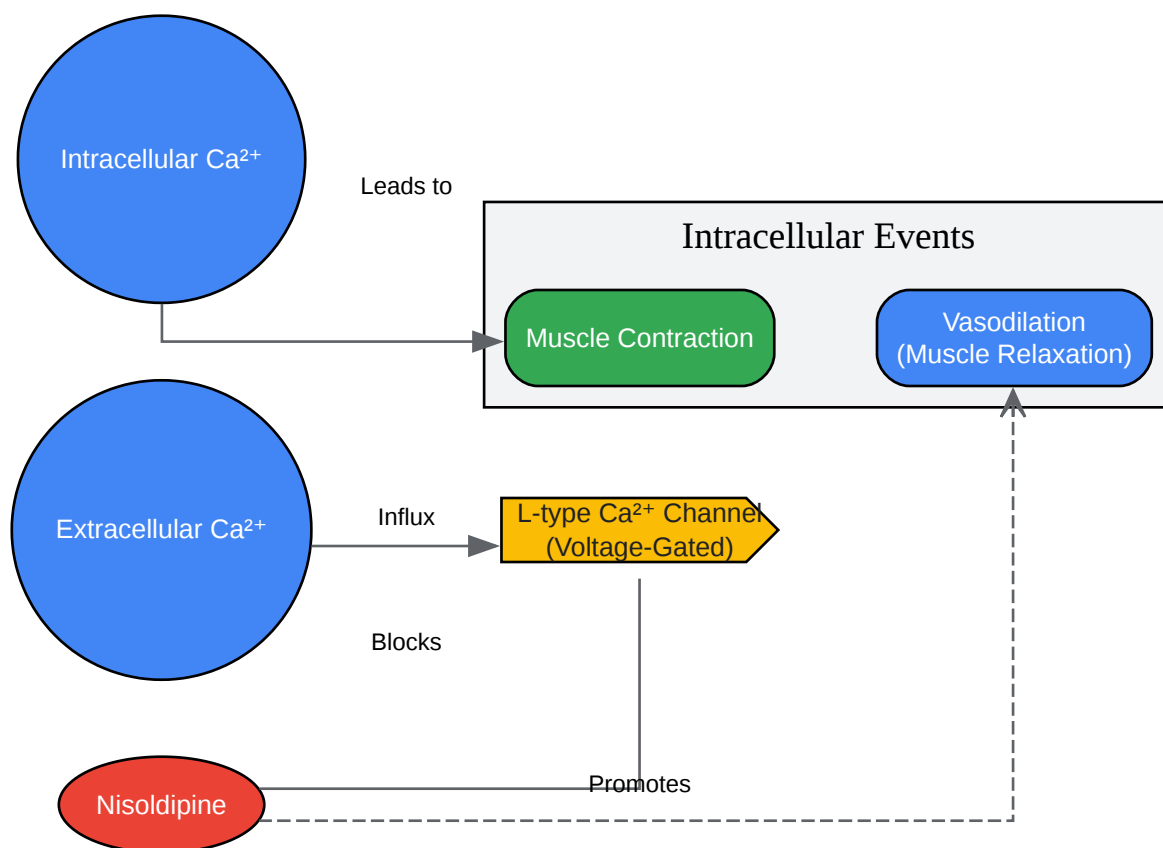 Intracellular Ca²⁺
Leads to
Intracellular Events
Muscle Contraction
Vasodilation
(Muscle Relaxation)
Extracellular Ca²⁺
Influx
L-type Ca²⁺ Channel
(Voltage-Gated)
Blocks
Promotes
Nisoldipine